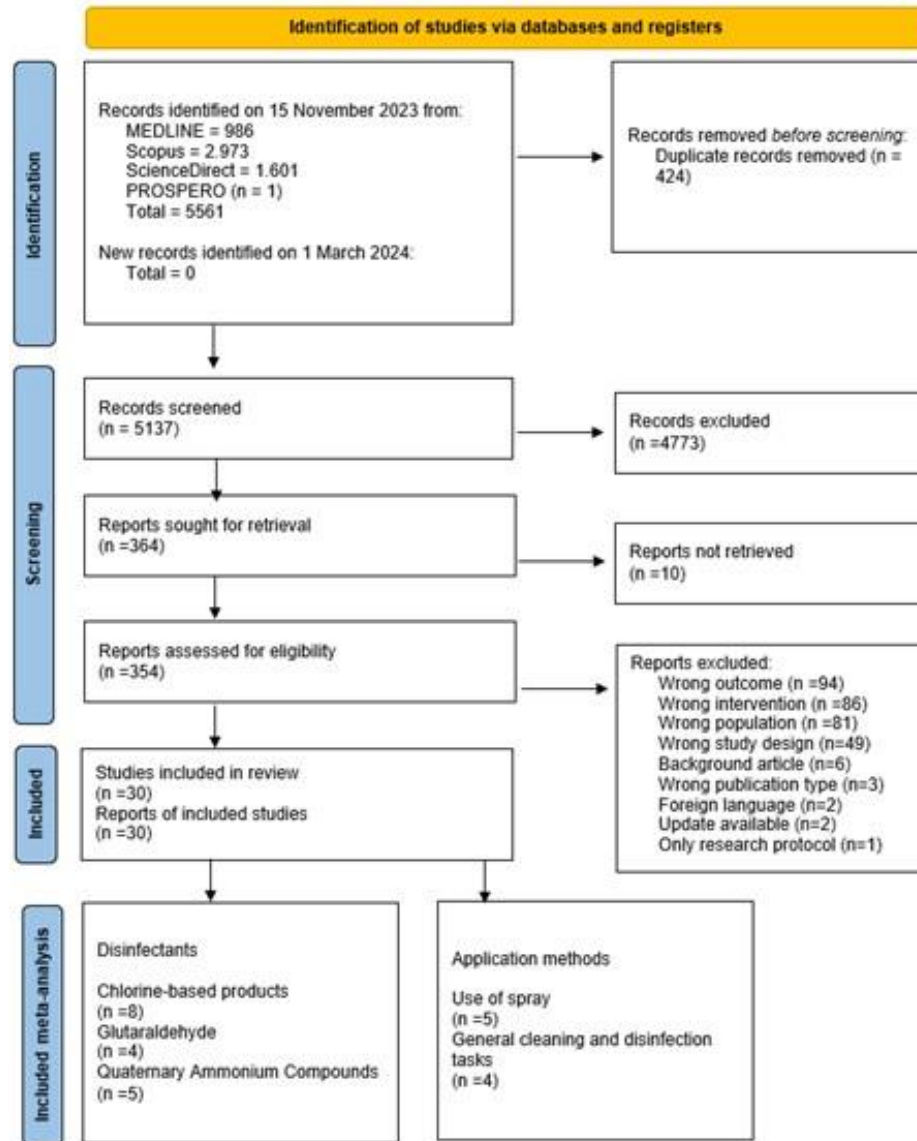 Identification of studies via databases and registers
Identification
Records identified on 15 November 2023 from:
MEDLINE = 986
Scopus = 2.973
ScienceDirect = 1.601
PROSPERO (n = 1)
Total = 5561
New records identified on 1 March 2024:
Total = 0
Records removed before screening:
Duplicate records removed (n =
424)
Screening
Records screened
(n = 5137)
Records excluded
(n =4773)
Reports sought for retrieval
(n =364)
Reports not retrieved
(n =10)
Reports assessed for eligibility
(n =354)
Reports excluded:
Wrong outcome (n =94)
Wrong intervention (n =86)
Wrong population (n =81)
Wrong study design (n=49)
Background article (n=6)
Wrong publication type (n=3)
Foreign language (n=2)
Update available (n=2)
Only research protocol (n=1)
Included
Studies included in review
(n =30)
Reports of included studies
(n =30)
Included meta-analysis
Disinfectants
Chlorine-based products
(n =8)
Glutaraldehyde
(n =4)
Quaternary Ammonium Compounds
(n =5)
Application methods
Use of spray
(n =5)
General cleaning and disinfection
tasks
(n =4)